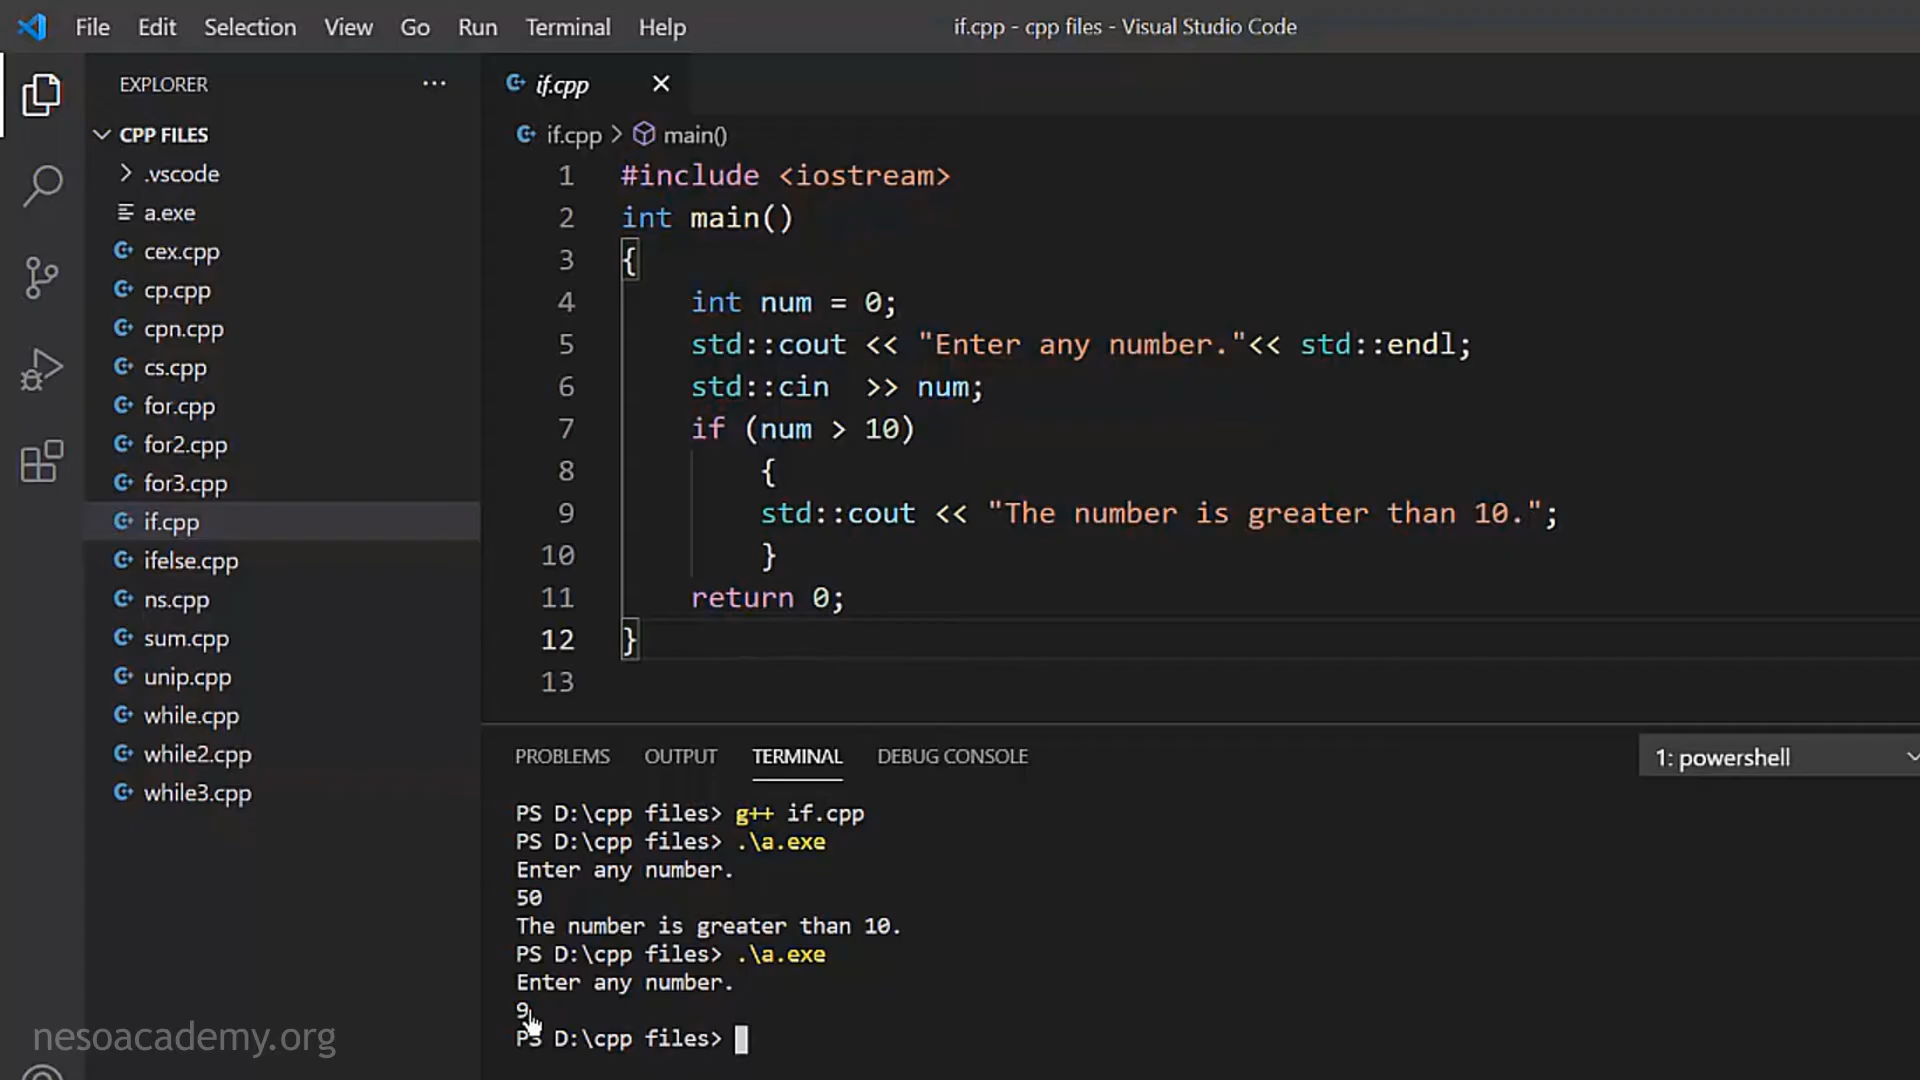 File Edit Selection View Go Run Terminal Help if.cpp - cpp files - Visual Studio Code
EXPLORER ···
CPP FILES
.vscode
a.exe
cex.cpp
cp.cpp
cpn.cpp
cs.cpp
for.cpp
for2.cpp
for3.cpp
if.cpp
ifelse.cpp
ns.cpp
sum.cpp
unip.cpp
while.cpp
while2.cpp
while3.cpp
if.cpp
if.cpp > main()
1 #include <iostream>
2 int main()
3 {
4 int num = 0;
5 std::cout << "Enter any number."<< std::endl;
6 std::cin  >> num;
7 if (num > 10)
8 {
9 std::cout << "The number is greater than 10.";
10 }
11 return 0;
12 }
13
PROBLEMS OUTPUT TERMINAL DEBUG CONSOLE 1: powershell
PS D:\cpp files> g++ if.cpp
PS D:\cpp files> .\a.exe
Enter any number.
50
The number is greater than 10.
PS D:\cpp files> .\a.exe
Enter any number.
9
PS D:\cpp files>
nesoacademy.org